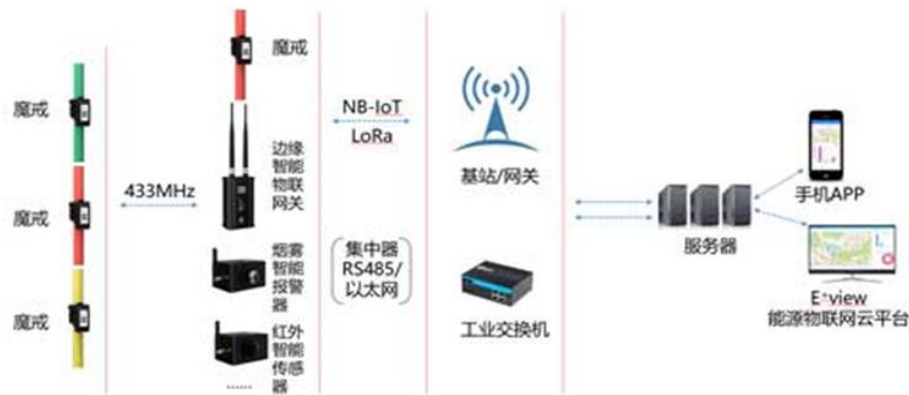 魔戒
魔戒
魔戒
433MHz
魔戒
边缘
智能
物联
网关
烟雾
智能
报警
器
红外
智能
传感
器
......
NB-IoT
LoRa
集中器
RS485/
以太网
基站/网关
工业交换机
服务器
手机APP
E+view
能源物联网云平台